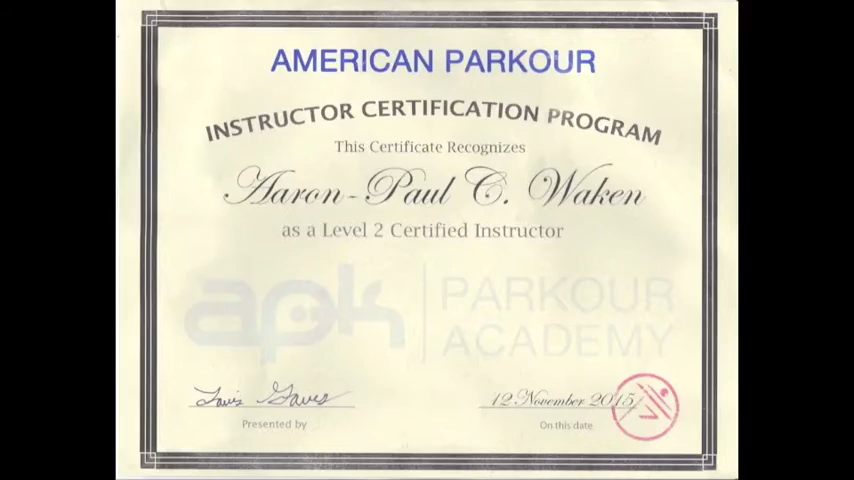 AMERICAN PARKOUR
INSTRUCTOR CERTIFICATION PROGRAM
This Certificate Recognizes
Aaron-Paul C. Waken
as a Level 2 Certified Instructor
apk PARKOUR
ACADEMY
12 November 2015
Presented by
On this date